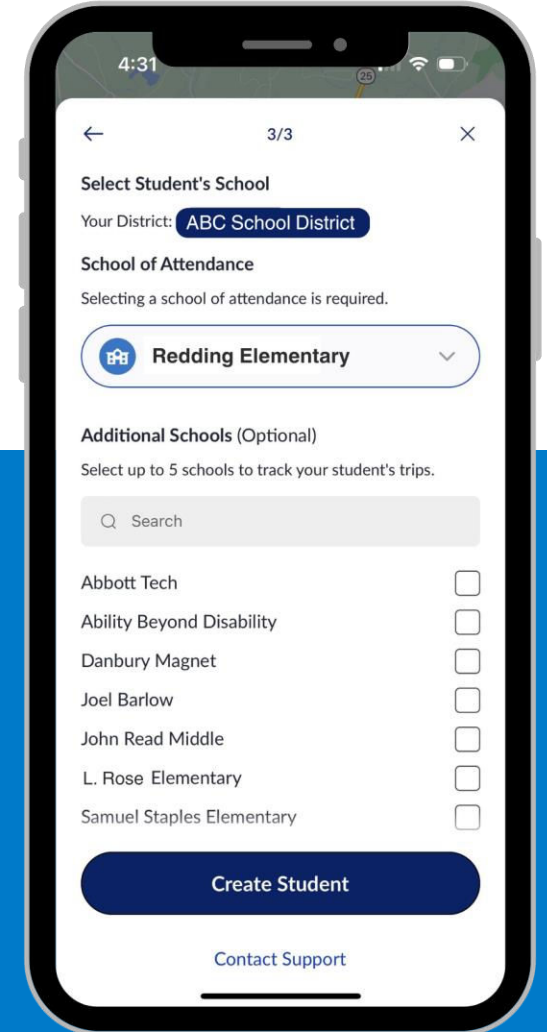 4:31
25
3/3
Select Student's School
Your District: ABC School District
School of Attendance
Selecting a school of attendance is required.
Redding Elementary
Additional Schools (Optional)
Select up to 5 schools to track your student's trips.
Search
Abbott Tech
Ability Beyond Disability
Danbury Magnet
Joel Barlow
John Read Middle
L. Rose Elementary
Samuel Staples Elementary
Create Student
Contact Support